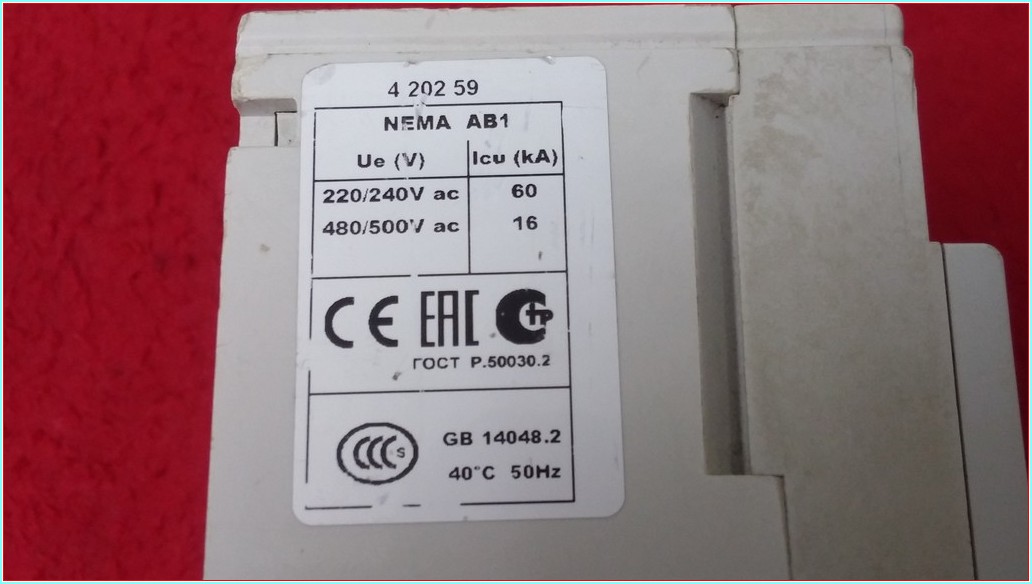 4 202 59
NEMA AB1
Ue (V) Icu (kA)
220/240V ac 60
480/500V ac 16
CE EAC
ГОСТ Р.50030.2
CCC S
GB 14048.2
40°C 50Hz